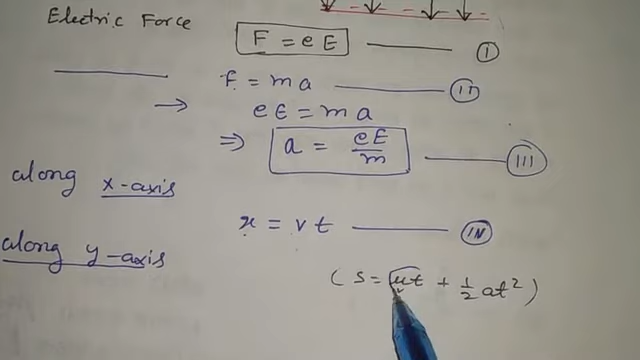 Electric Force
F = eE ——— (I)
F = ma ——— (II)
→ eE = ma
⇒ a = eE/m ——— (III)
along x-axis
x = vt ——— (IV)
along y-axis
(S = ut + 1/2 at²)